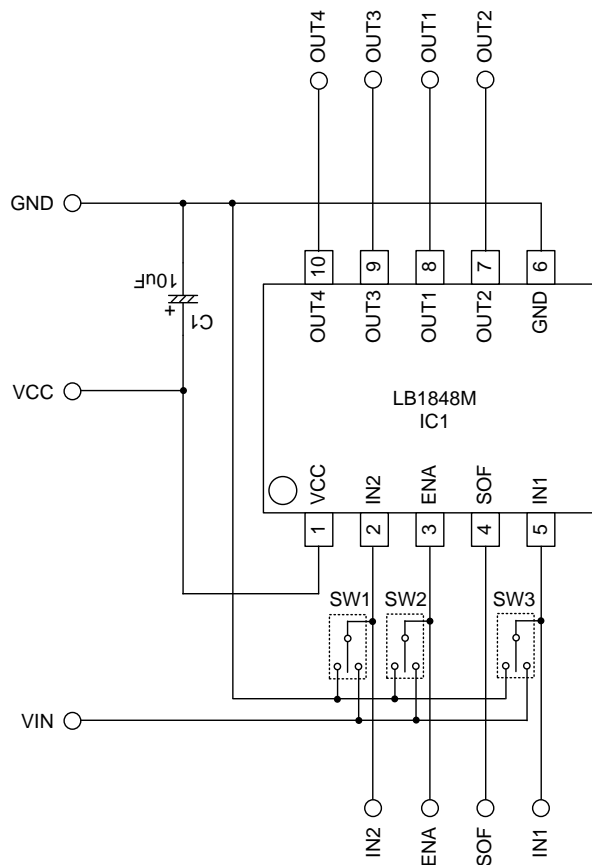 OUT4
OUT3
OUT1
OUT2
GND
10uF
C1
+
VCC
10
9
8
7
6
OUT4
OUT3
OUT1
OUT2
GND
LB1848M
IC1
VCC
IN2
ENA
SOF
IN1
1
2
3
4
5
SW1
SW2
SW3
VIN
IN2
ENA
SOF
IN1